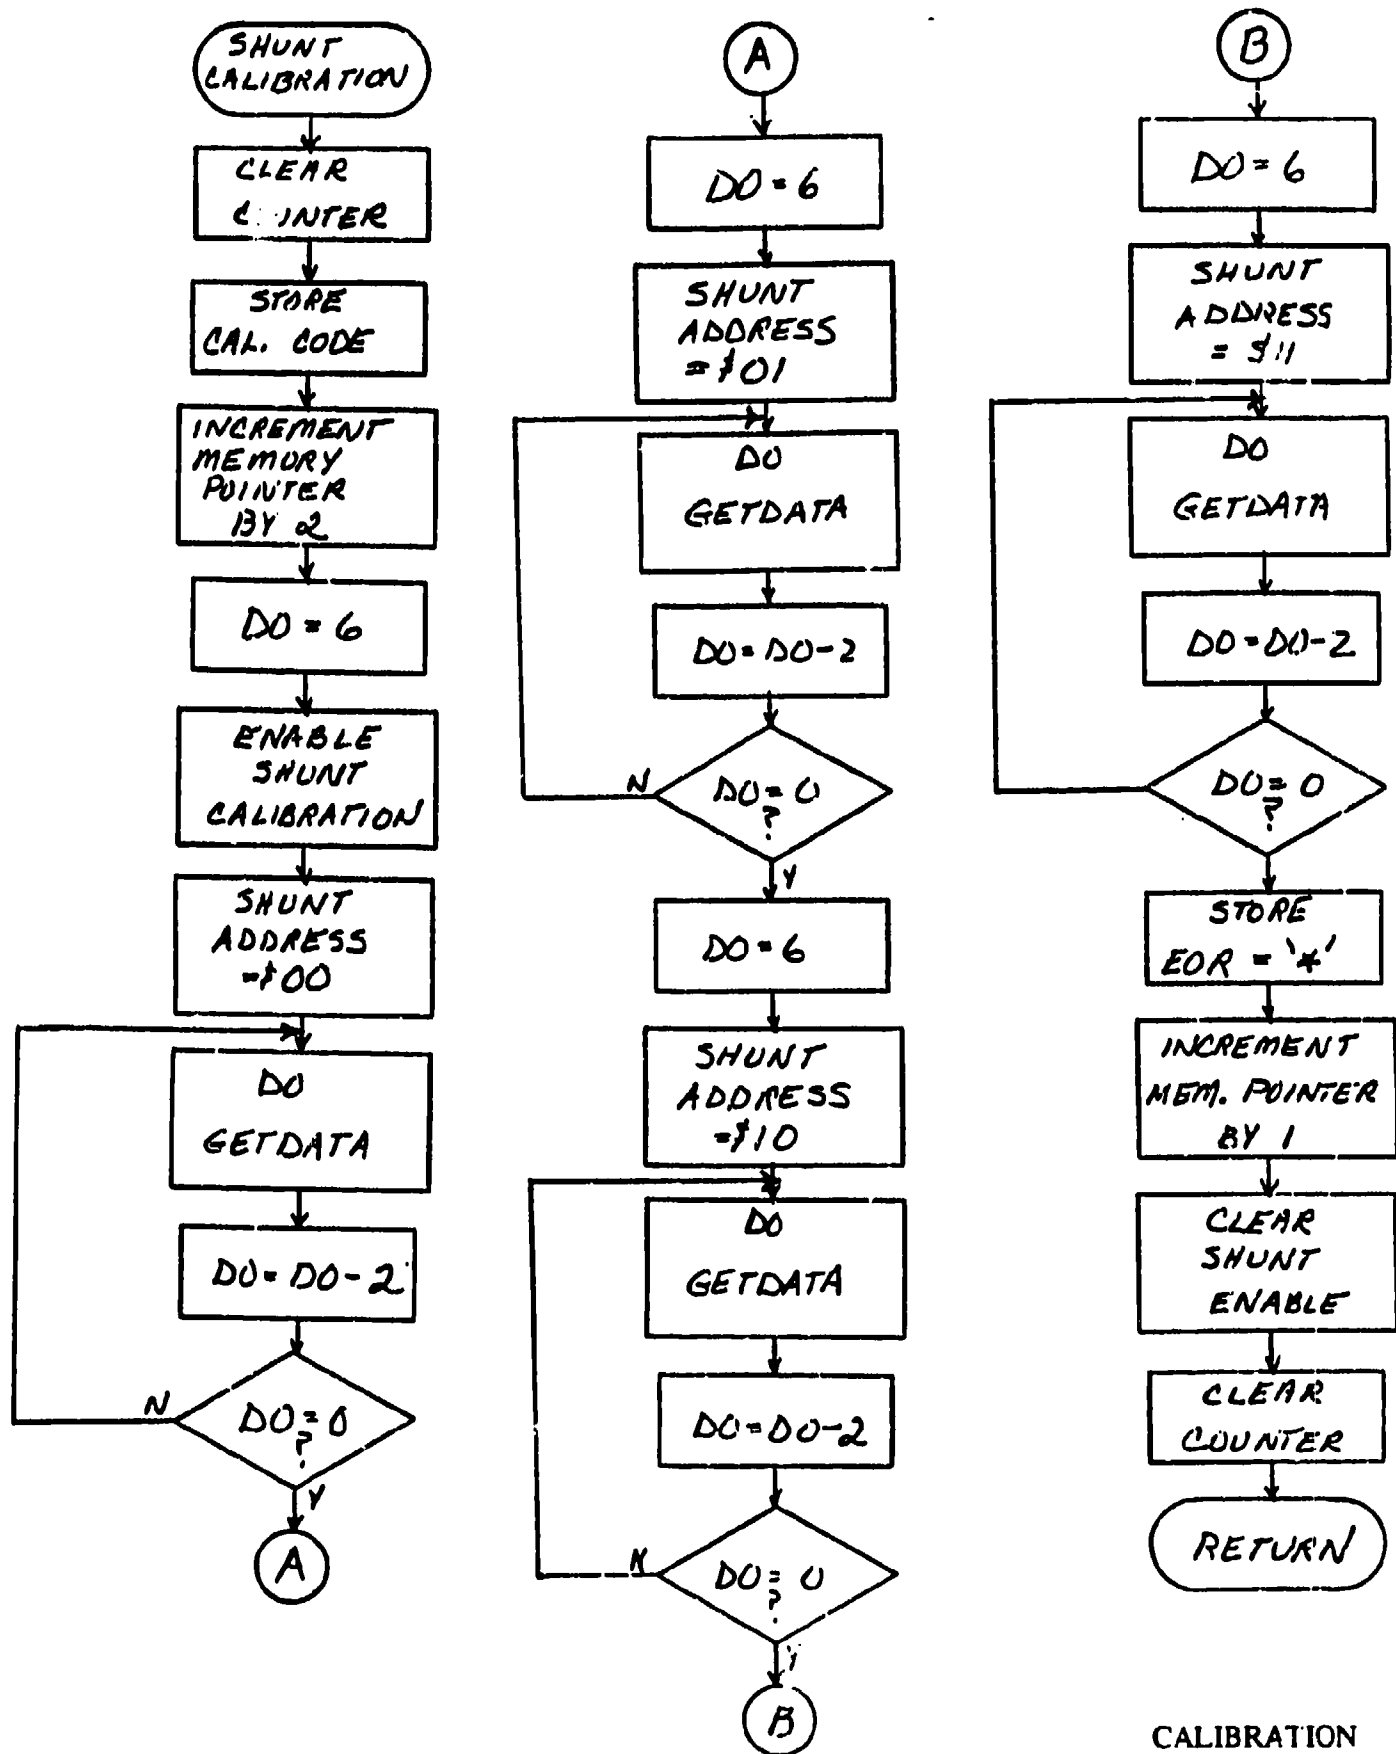 SHUNT
CALIBRATION
CLEAR
STORE
CAL. CODE
INCREMENT
MEMORY
POINTER
BY 2
DO = 6
ENABLE
SHUNT
CALIBRATION
SHUNT
ADDRESS
=$00
DO
GETDATA
DO=DO-2
DO=0
?
N
Y
A
A
DO=6
SHUNT
ADDRESS
=$01
DO
GETDATA
DO=DO-2
DO=0
?
N
Y
DO=6
SHUNT
ADDRESS
=$10
DO
GETDATA
DO=DO-2
DO=0
?
N
Y
B
B
DO=6
SHUNT
ADDRESS
= $11
DO
GETDATA
DO=DO-2
DO=0
?
STORE
EOR = '*'
INCREMENT
MEM. POINTER
BY 1
CLEAR
SHUNT
ENABLE
CLEAR
COUNTER
RETURN
CALIBRATION